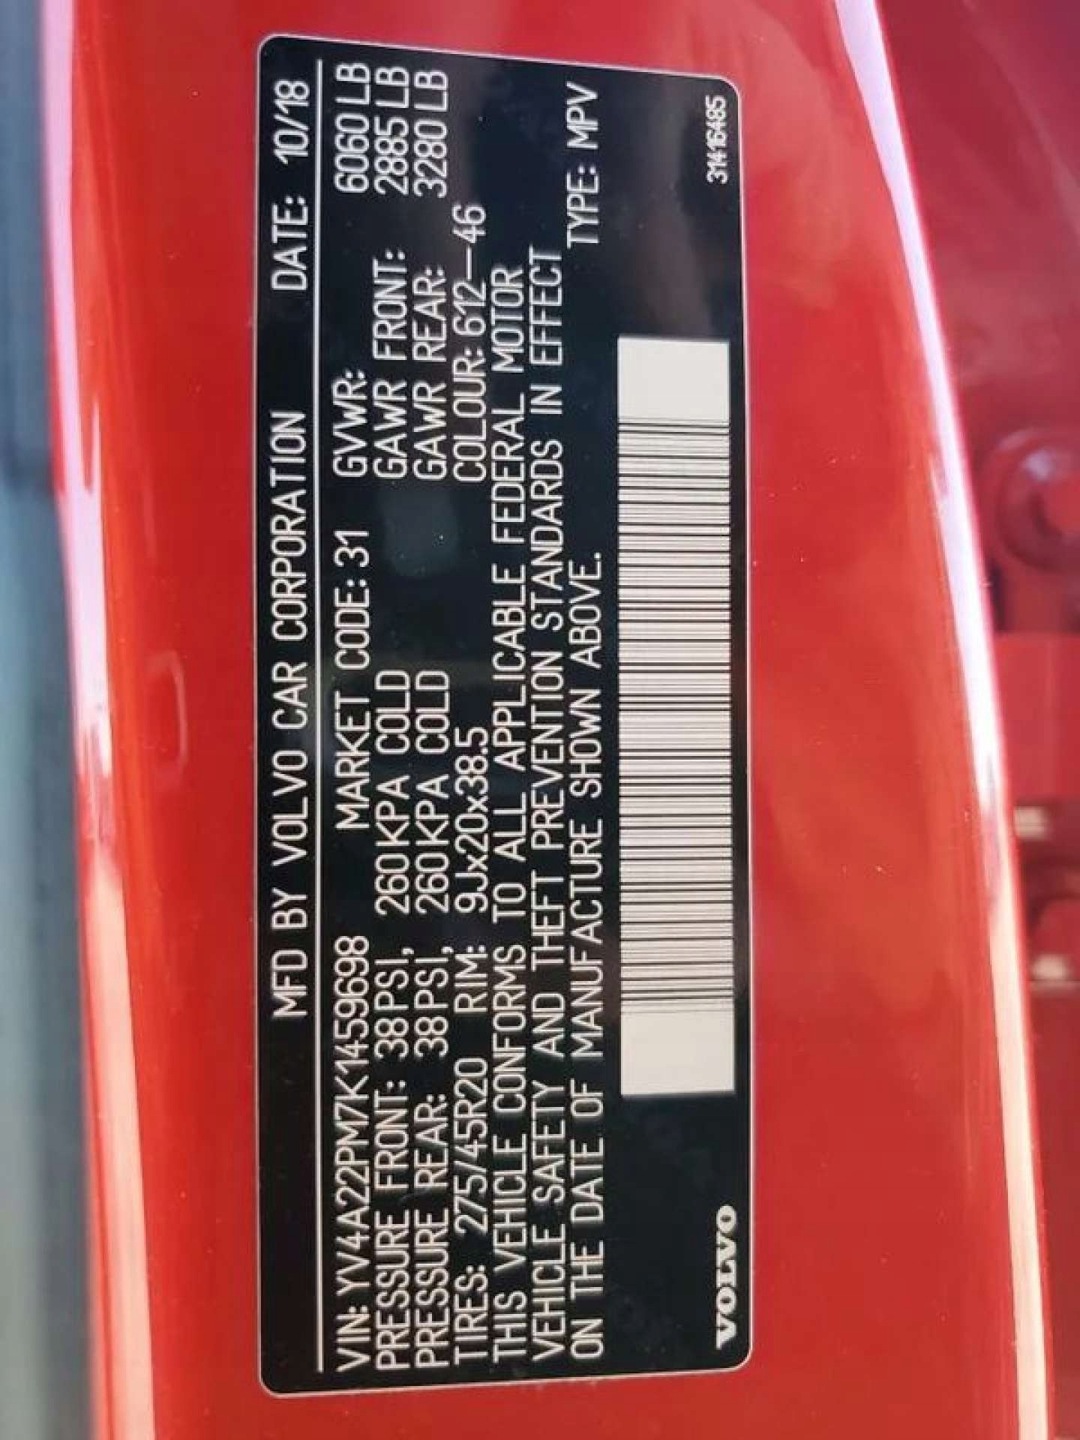 MFD BY VOLVO CAR CORPORATION DATE: 10/18
VIN: YV4A22PM7K1459698 MARKET CODE: 31 GVWR: 6060 LB
PRESSURE FRONT: 38 PSI, 260 KPA COLD GAWR FRONT: 2885 LB
PRESSURE REAR: 38 PSI, 260 KPA COLD GAWR REAR: 3280 LB
TIRES: 275/45R20 RIM: 9Jx20x38.5 COLOUR: 612-46
THIS VEHICLE CONFORMS TO ALL APPLICABLE FEDERAL MOTOR
VEHICLE SAFETY AND THEFT PREVENTION STANDARDS IN EFFECT
ON THE DATE OF MANUFACTURE SHOWN ABOVE. TYPE: MPV
VOLVO 31416485